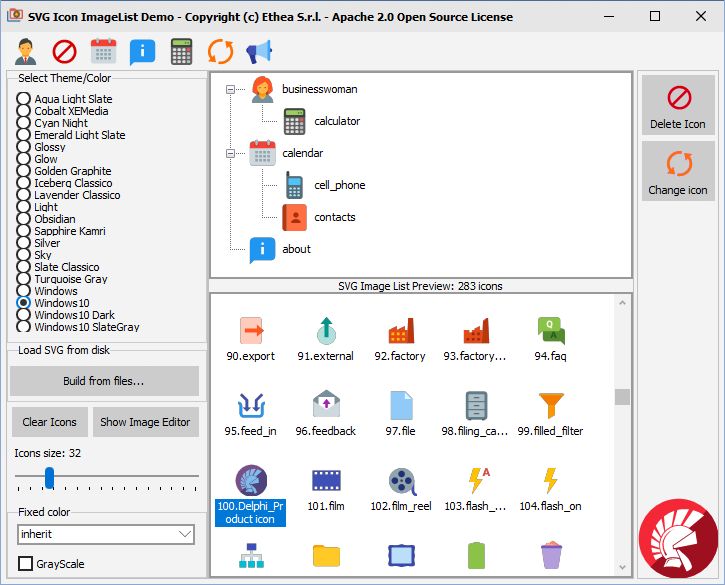 SVG Icon ImageList Demo - Copyright (c) Ethea S.r.l. - Apache 2.0 Open Source License
Select Theme/Color
Aqua Light Slate
Cobalt XEMedia
Cyan Night
Emerald Light Slate
Glossy
Glow
Golden Graphite
Iceberg Classico
Lavender Classico
Light
Obsidian
Sapphire Kamri
Silver
Sky
Slate Classico
Turquoise Gray
Windows
Windows10
Windows10 Dark
Windows10 SlateGray
Load SVG from disk
Build from files...
Clear Icons
Show Image Editor
Icons size: 32
Fixed color
inherit
GrayScale
businesswoman
calculator
calendar
cell_phone
contacts
about
SVG Image List Preview: 283 icons
90.export
91.external
92.factory
93.factory...
Q
A
94.faq
95.feed_in
96.feedback
97.file
98.filing_ca...
99.filled_filter
100.Delphi_Pr
oduct icon
101.film
102.film_reel
A
103.flash_...
104.flash_on
Delete Icon
Change icon